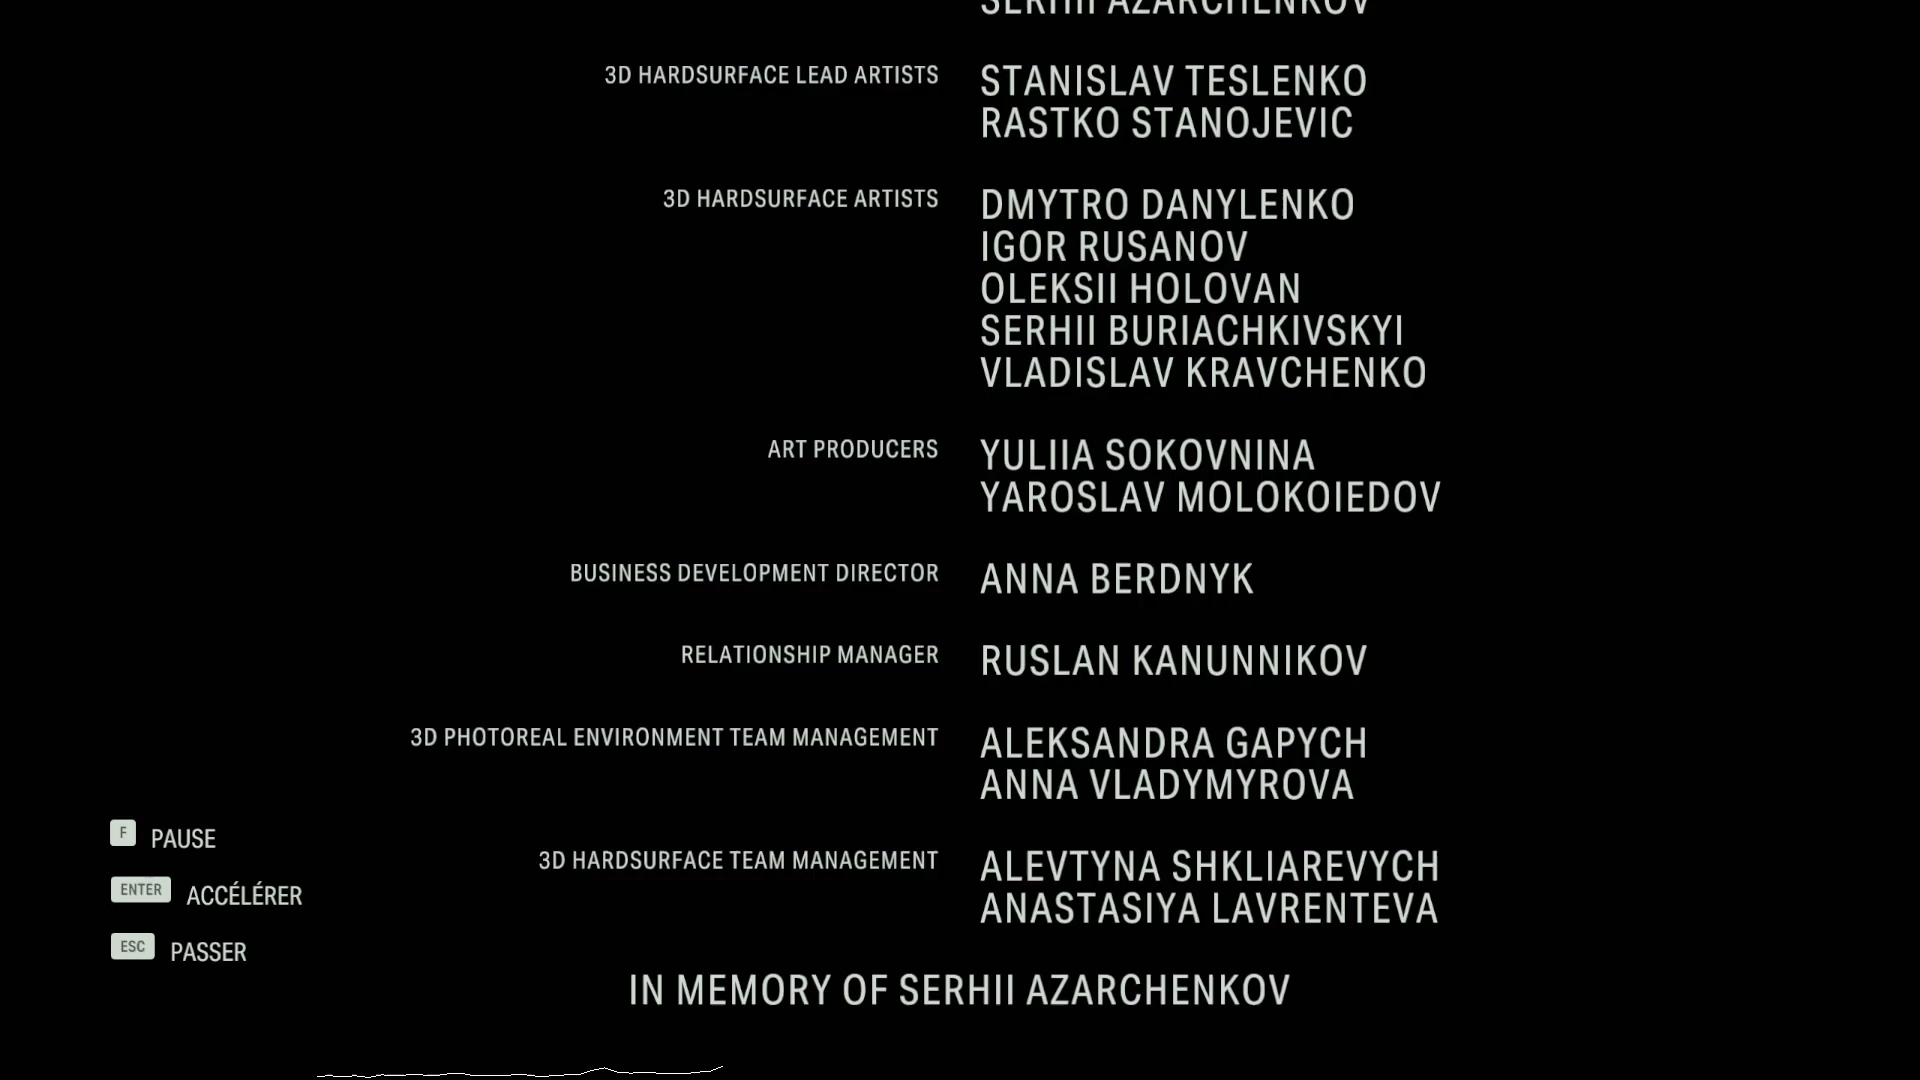 SERHII AZARCHENKOV
3D HARDSURFACE LEAD ARTISTS STANISLAV TESLENKO
RASTKO STANOJEVIC
3D HARDSURFACE ARTISTS DMYTRO DANYLENKO
IGOR RUSANOV
OLEKSII HOLOVAN
SERHII BURIACHKIVSKYI
VLADISLAV KRAVCHENKO
ART PRODUCERS YULIIA SOKOVNINA
YAROSLAV MOLOKOIEDOV
BUSINESS DEVELOPMENT DIRECTOR ANNA BERDNYK
RELATIONSHIP MANAGER RUSLAN KANUNNIKOV
3D PHOTOREAL ENVIRONMENT TEAM MANAGEMENT ALEKSANDRA GAPYCH
ANNA VLADYMYROVA
F PAUSE
3D HARDSURFACE TEAM MANAGEMENT ALEVTYNA SHKLIAREVYCH
ENTER ACCÉLÉRER
ANASTASIYA LAVRENTEVA
ESC PASSER
IN MEMORY OF SERHII AZARCHENKOV